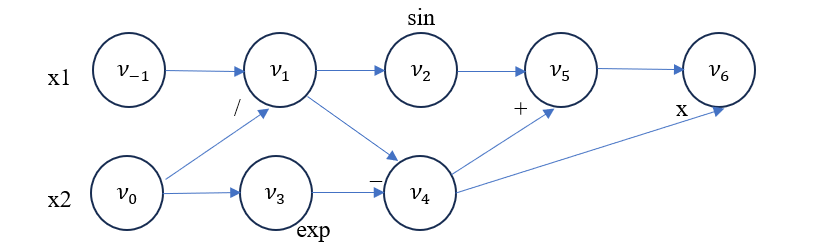 sin
x1 ν₋₁ ν₁ ν₂ ν₅ ν₆
/ + x
x2 ν₀ ν₃ – ν₄
exp